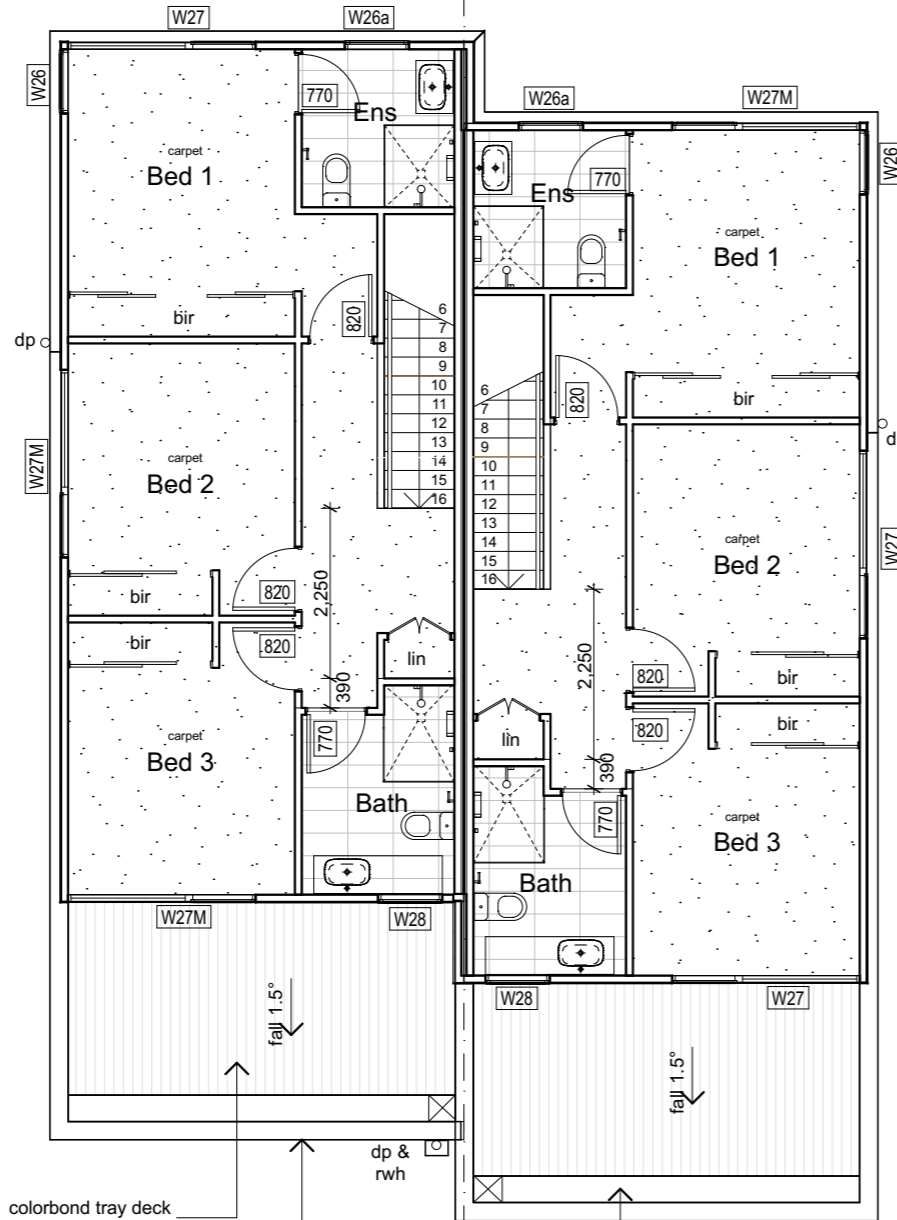 W27
W26a
W26
770
Ens
carpet
Bed 1
bir
820
dp
6
7
8
9
10
11
12
13
14
15
16
W27M
carpet
Bed 2
bir
820
2,250
bir
820
lin
390
carpet
Bed 3
770
Bath
W27M
W28
fall 1.5°
dp &
rwh
colorbond tray deck
W26a
W27M
W26
770
Ens
carpet
Bed 1
bir
820
d
6
7
8
9
10
11
12
13
14
15
16
carpet
Bed 2
W27
bir
820
2,250
bir
820
lin
390
carpet
Bed 3
770
Bath
W28
W27
fall 1.5°